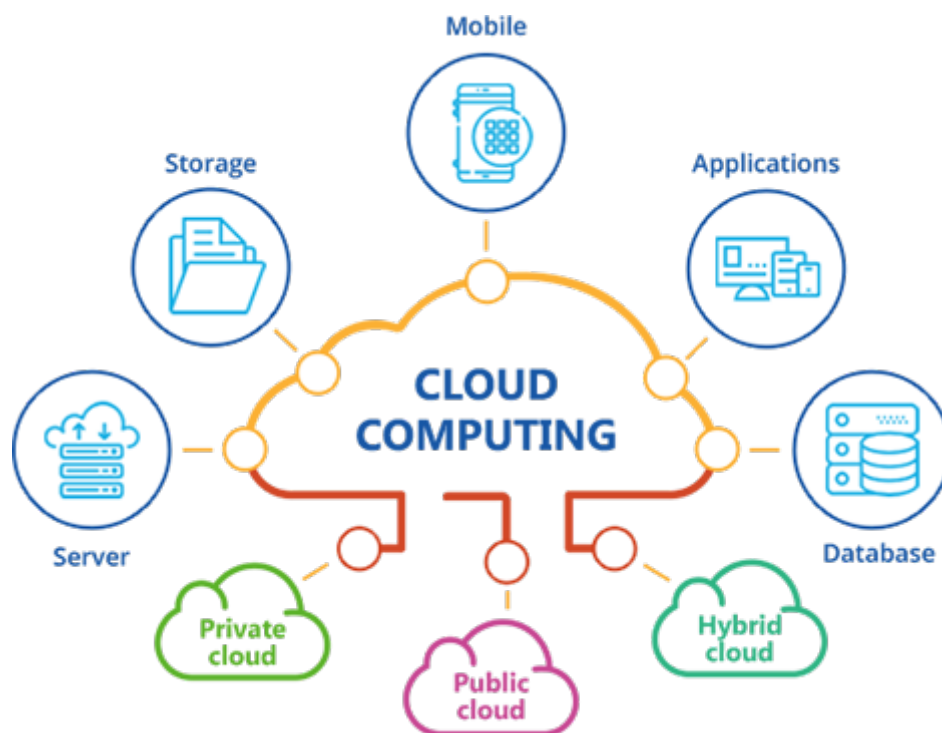 Mobile
Storage
Applications
CLOUD
COMPUTING
Server
Database
Private
cloud
Public
cloud
Hybrid
cloud